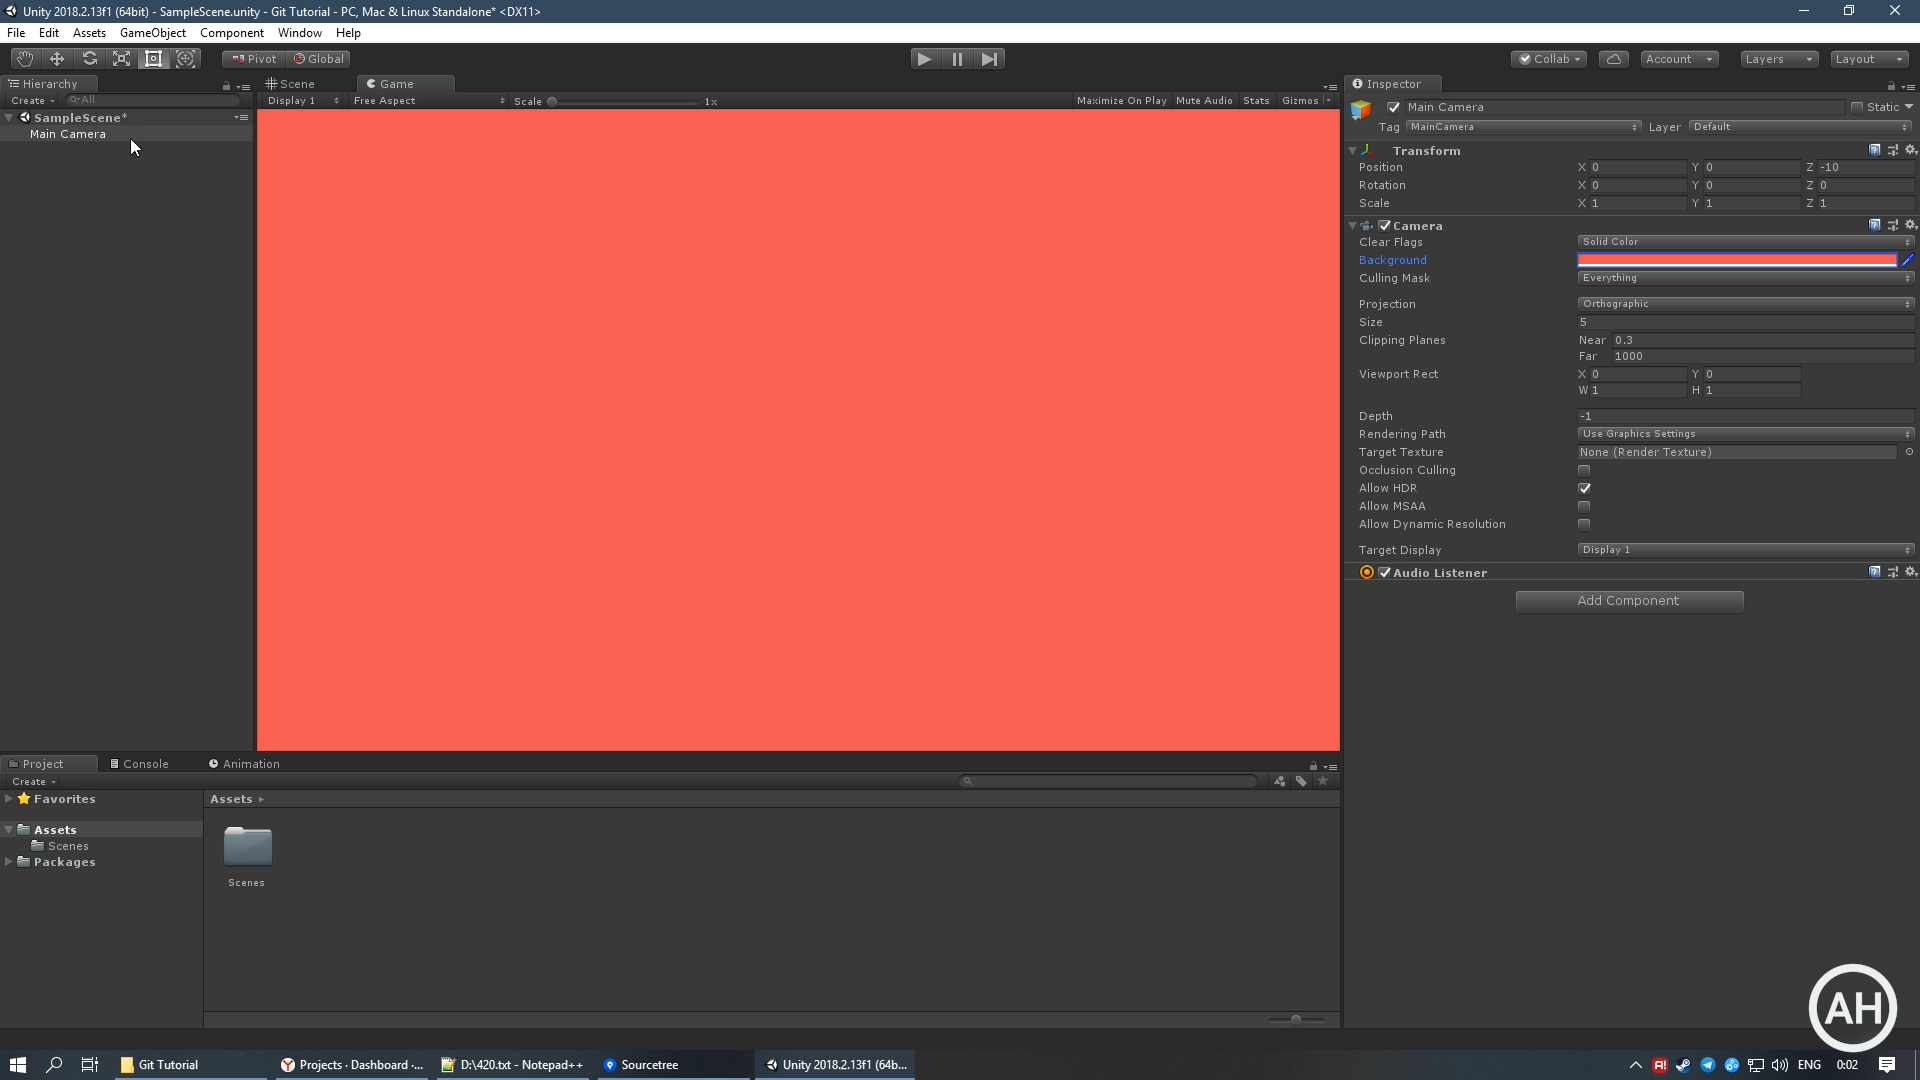 Unity 2018.2.13f1 (64bit) - SampleScene.unity - Git Tutorial - PC, Mac & Linux Standalone* <DX11>
File Edit Assets GameObject Component Window Help
Pivot Global Collab Account Layers Layout
Hierarchy
Create All
SampleScene*
Main Camera
Scene Game
Display 1 Free Aspect Scale 1x Maximize On Play Mute Audio Stats Gizmos
Inspector
Main Camera Static
Tag MainCamera Layer Default
Transform
Position X 0 Y 0 Z -10
Rotation X 0 Y 0 Z 0
Scale X 1 Y 1 Z 1
Camera
Clear Flags Solid Color
Background
Culling Mask Everything
Projection Orthographic
Size 5
Clipping Planes Near 0.3
Far 1000
Viewport Rect X 0 Y 0
W 1 H 1
Depth -1
Rendering Path Use Graphics Settings
Target Texture None (Render Texture)
Occlusion Culling
Allow HDR
Allow MSAA
Allow Dynamic Resolution
Target Display Display 1
Audio Listener
Add Component
Project Console Animation
Create
Favorites
Assets
Scenes
Packages
Assets
Scenes
AH
Git Tutorial Projects · Dashboard ·... D:\420.txt - Notepad++ Sourcetree Unity 2018.2.13f1 (64b... ENG 0:02